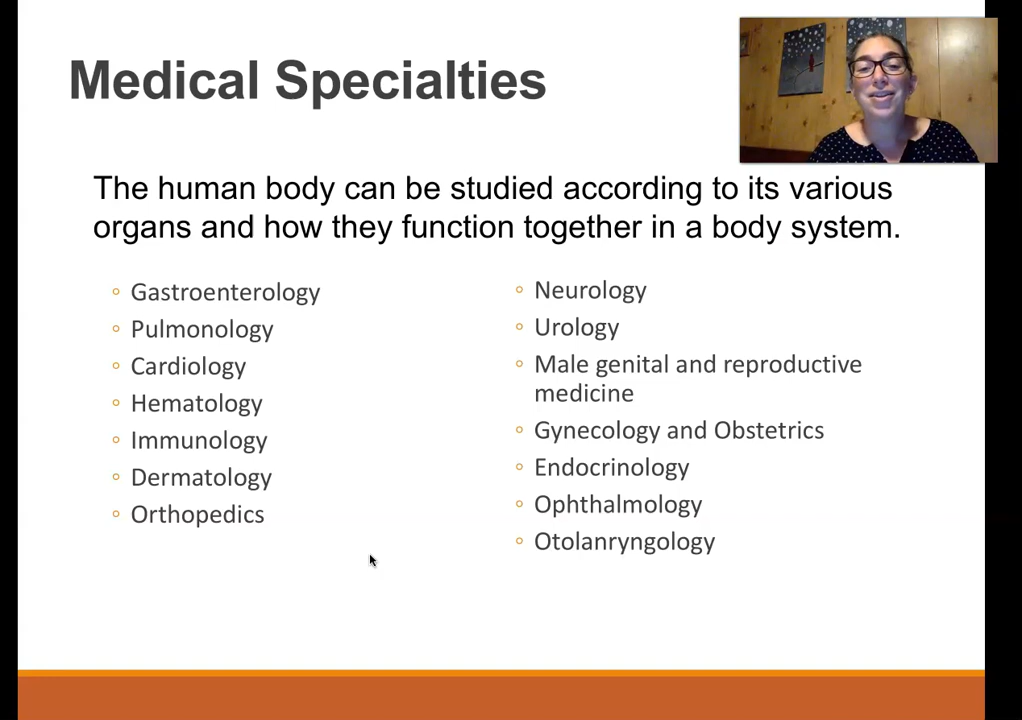 Medical Specialties
The human body can be studied according to its various
organs and how they function together in a body system.
◦ Gastroenterology
◦ Pulmonology
◦ Cardiology
◦ Hematology
◦ Immunology
◦ Dermatology
◦ Orthopedics
◦ Neurology
◦ Urology
◦ Male genital and reproductive
medicine
◦ Gynecology and Obstetrics
◦ Endocrinology
◦ Ophthalmology
◦ Otolanryngology